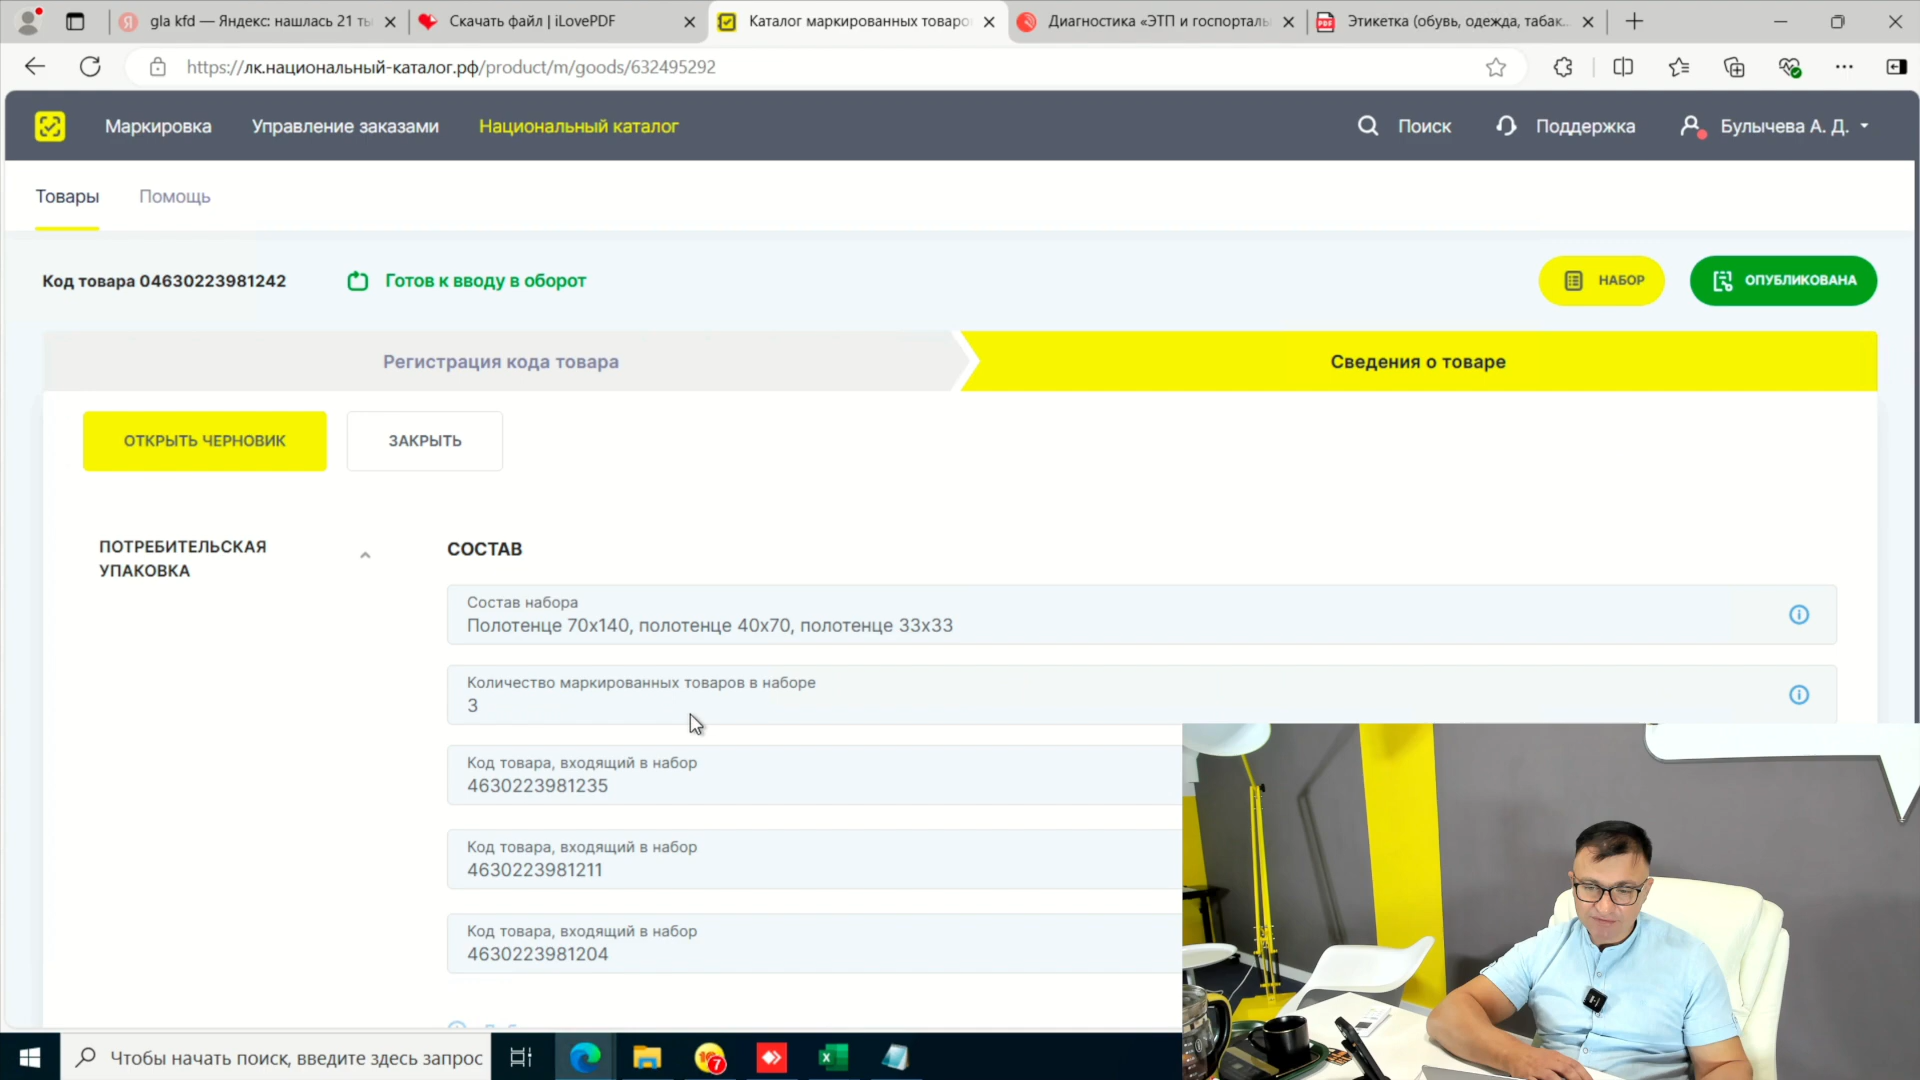 gla kfd — Яндекс: нашлась 21 ты
Скачать файл | iLovePDF
Каталог маркированных товаро
Диагностика «ЭТП и госпорталь
Этикетка (обувь, одежда, табак...
https://лк.национальный-каталог.рф/product/m/goods/632495292
Маркировка
Управление заказами
Национальный каталог
Поиск
Поддержка
Булычева А. Д.
Товары
Помощь
Код товара 04630223981242
Готов к вводу в оборот
НАБОР
ОПУБЛИКОВАНА
Регистрация кода товара
Сведения о товаре
ОТКРЫТЬ ЧЕРНОВИК
ЗАКРЫТЬ
ПОТРЕБИТЕЛЬСКАЯ
УПАКОВКА
СОСТАВ
Состав набора
Полотенце 70х140, полотенце 40х70, полотенце 33х33
Количество маркированных товаров в наборе
3
Код товара, входящий в набор
4630223981235
Код товара, входящий в набор
4630223981211
Код товара, входящий в набор
4630223981204
Чтобы начать поиск, введите здесь запрос
7